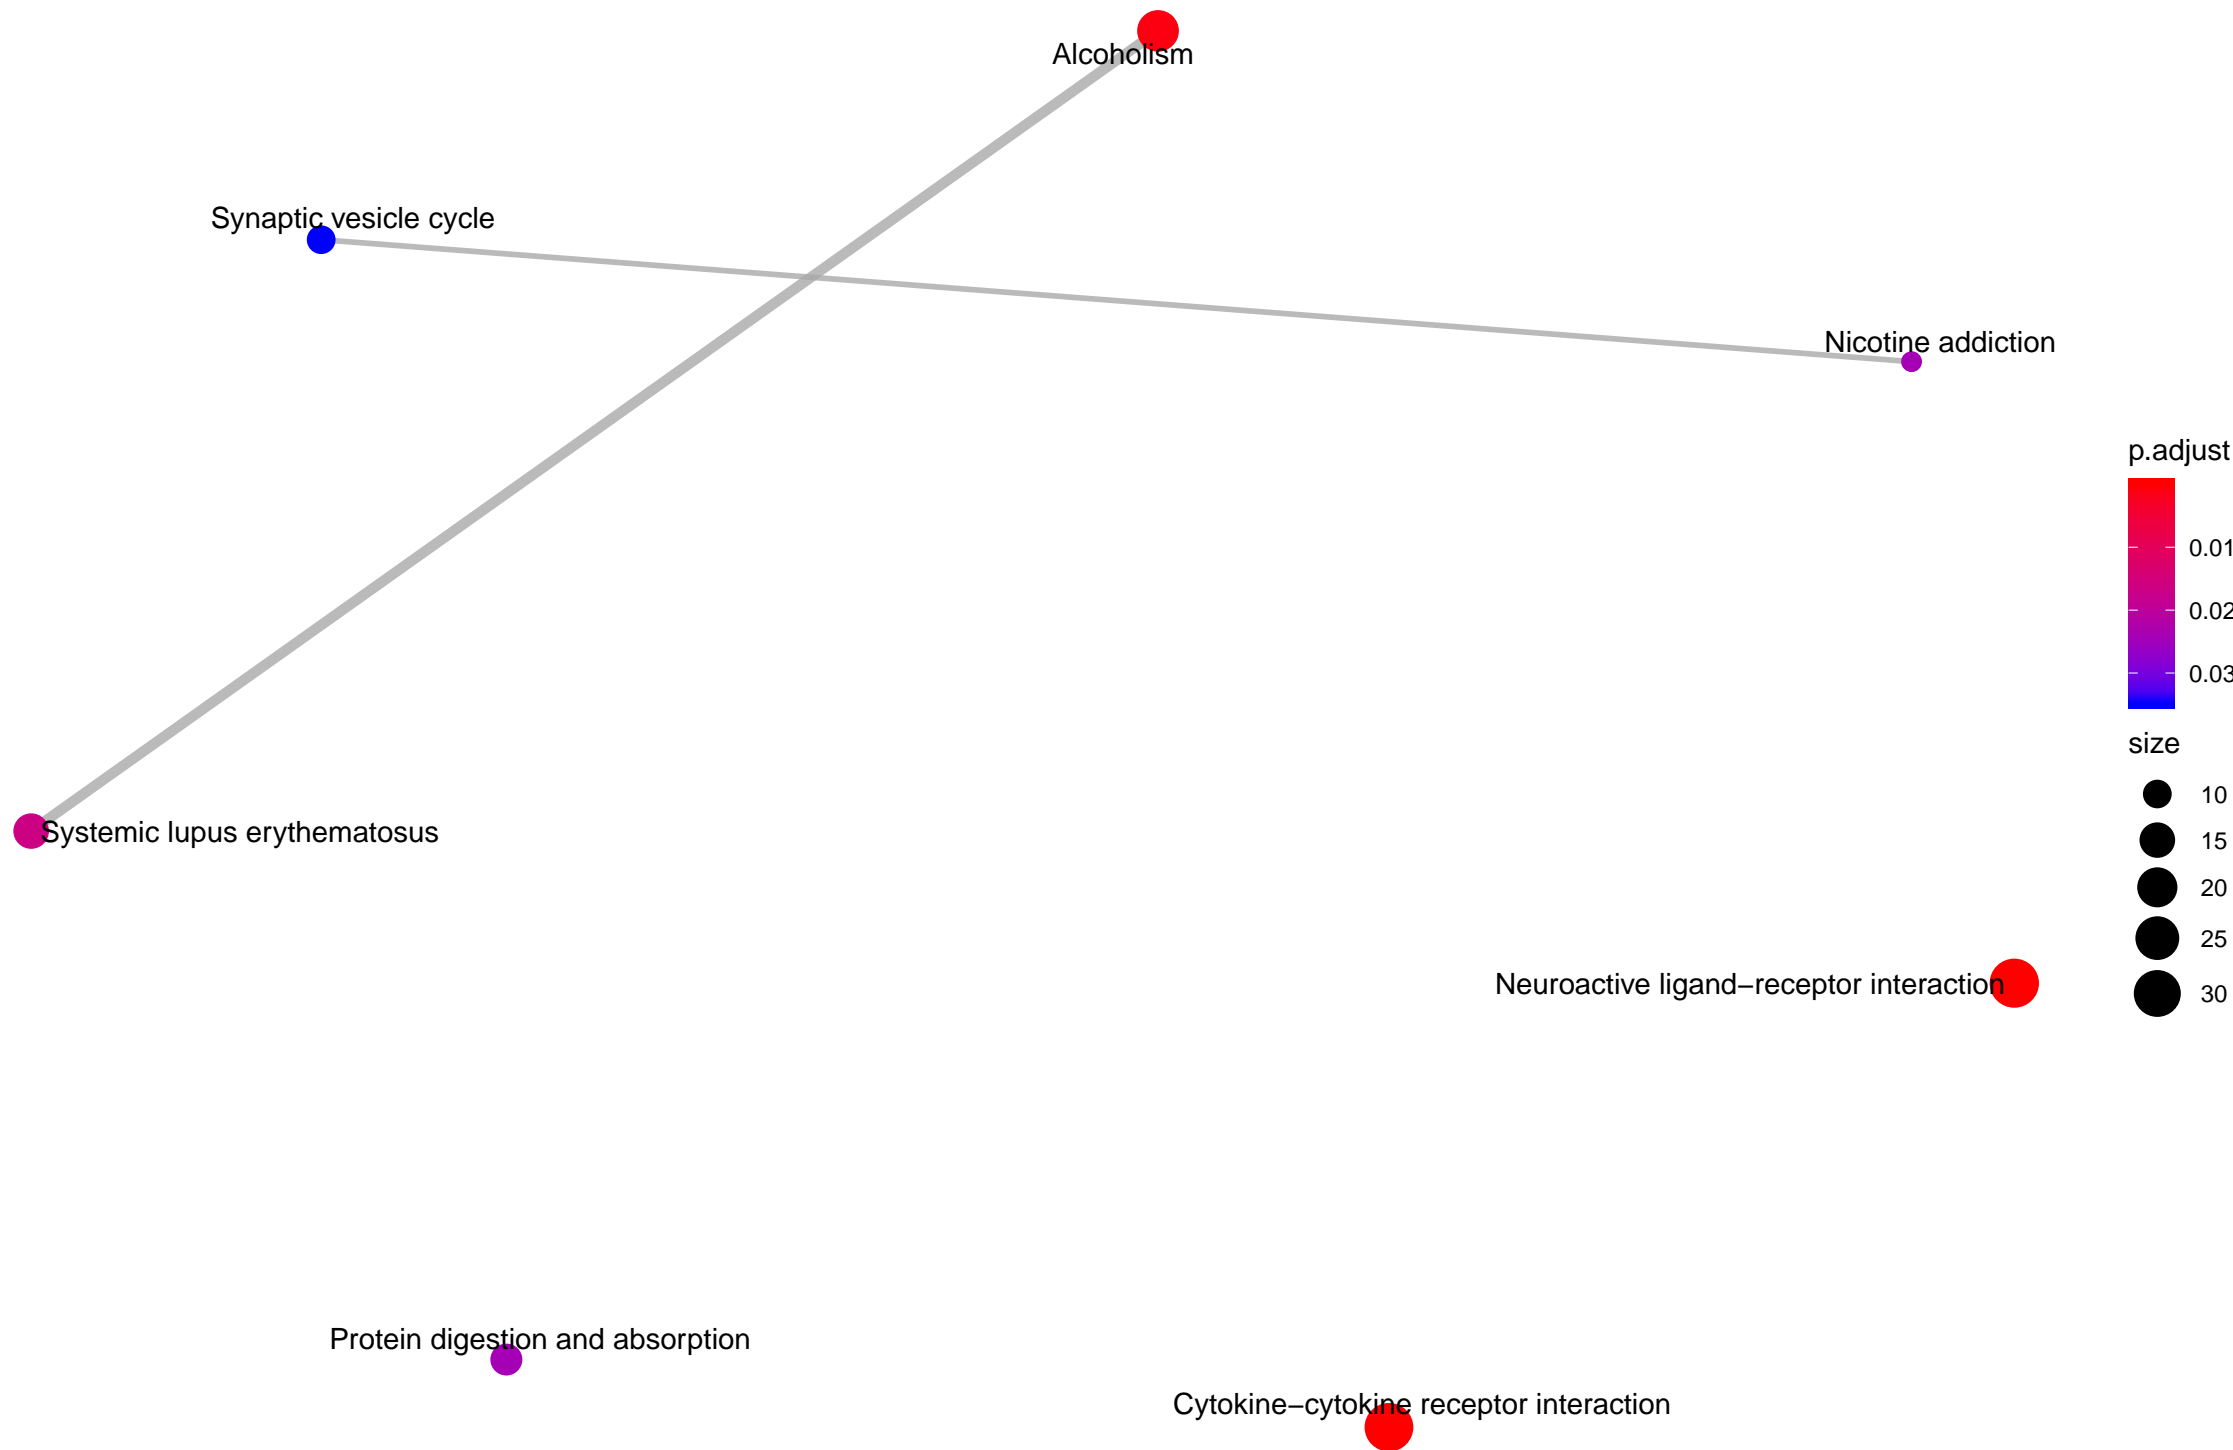 Alcoholism
Synaptic vesicle cycle
Nicotine addiction
p.adjust
0.01
0.02
0.03
size
10
15
20
25
30
Systemic lupus erythematosus
Neuroactive ligand−receptor interaction
Protein digestion and absorption
Cytokine−cytokine receptor interaction